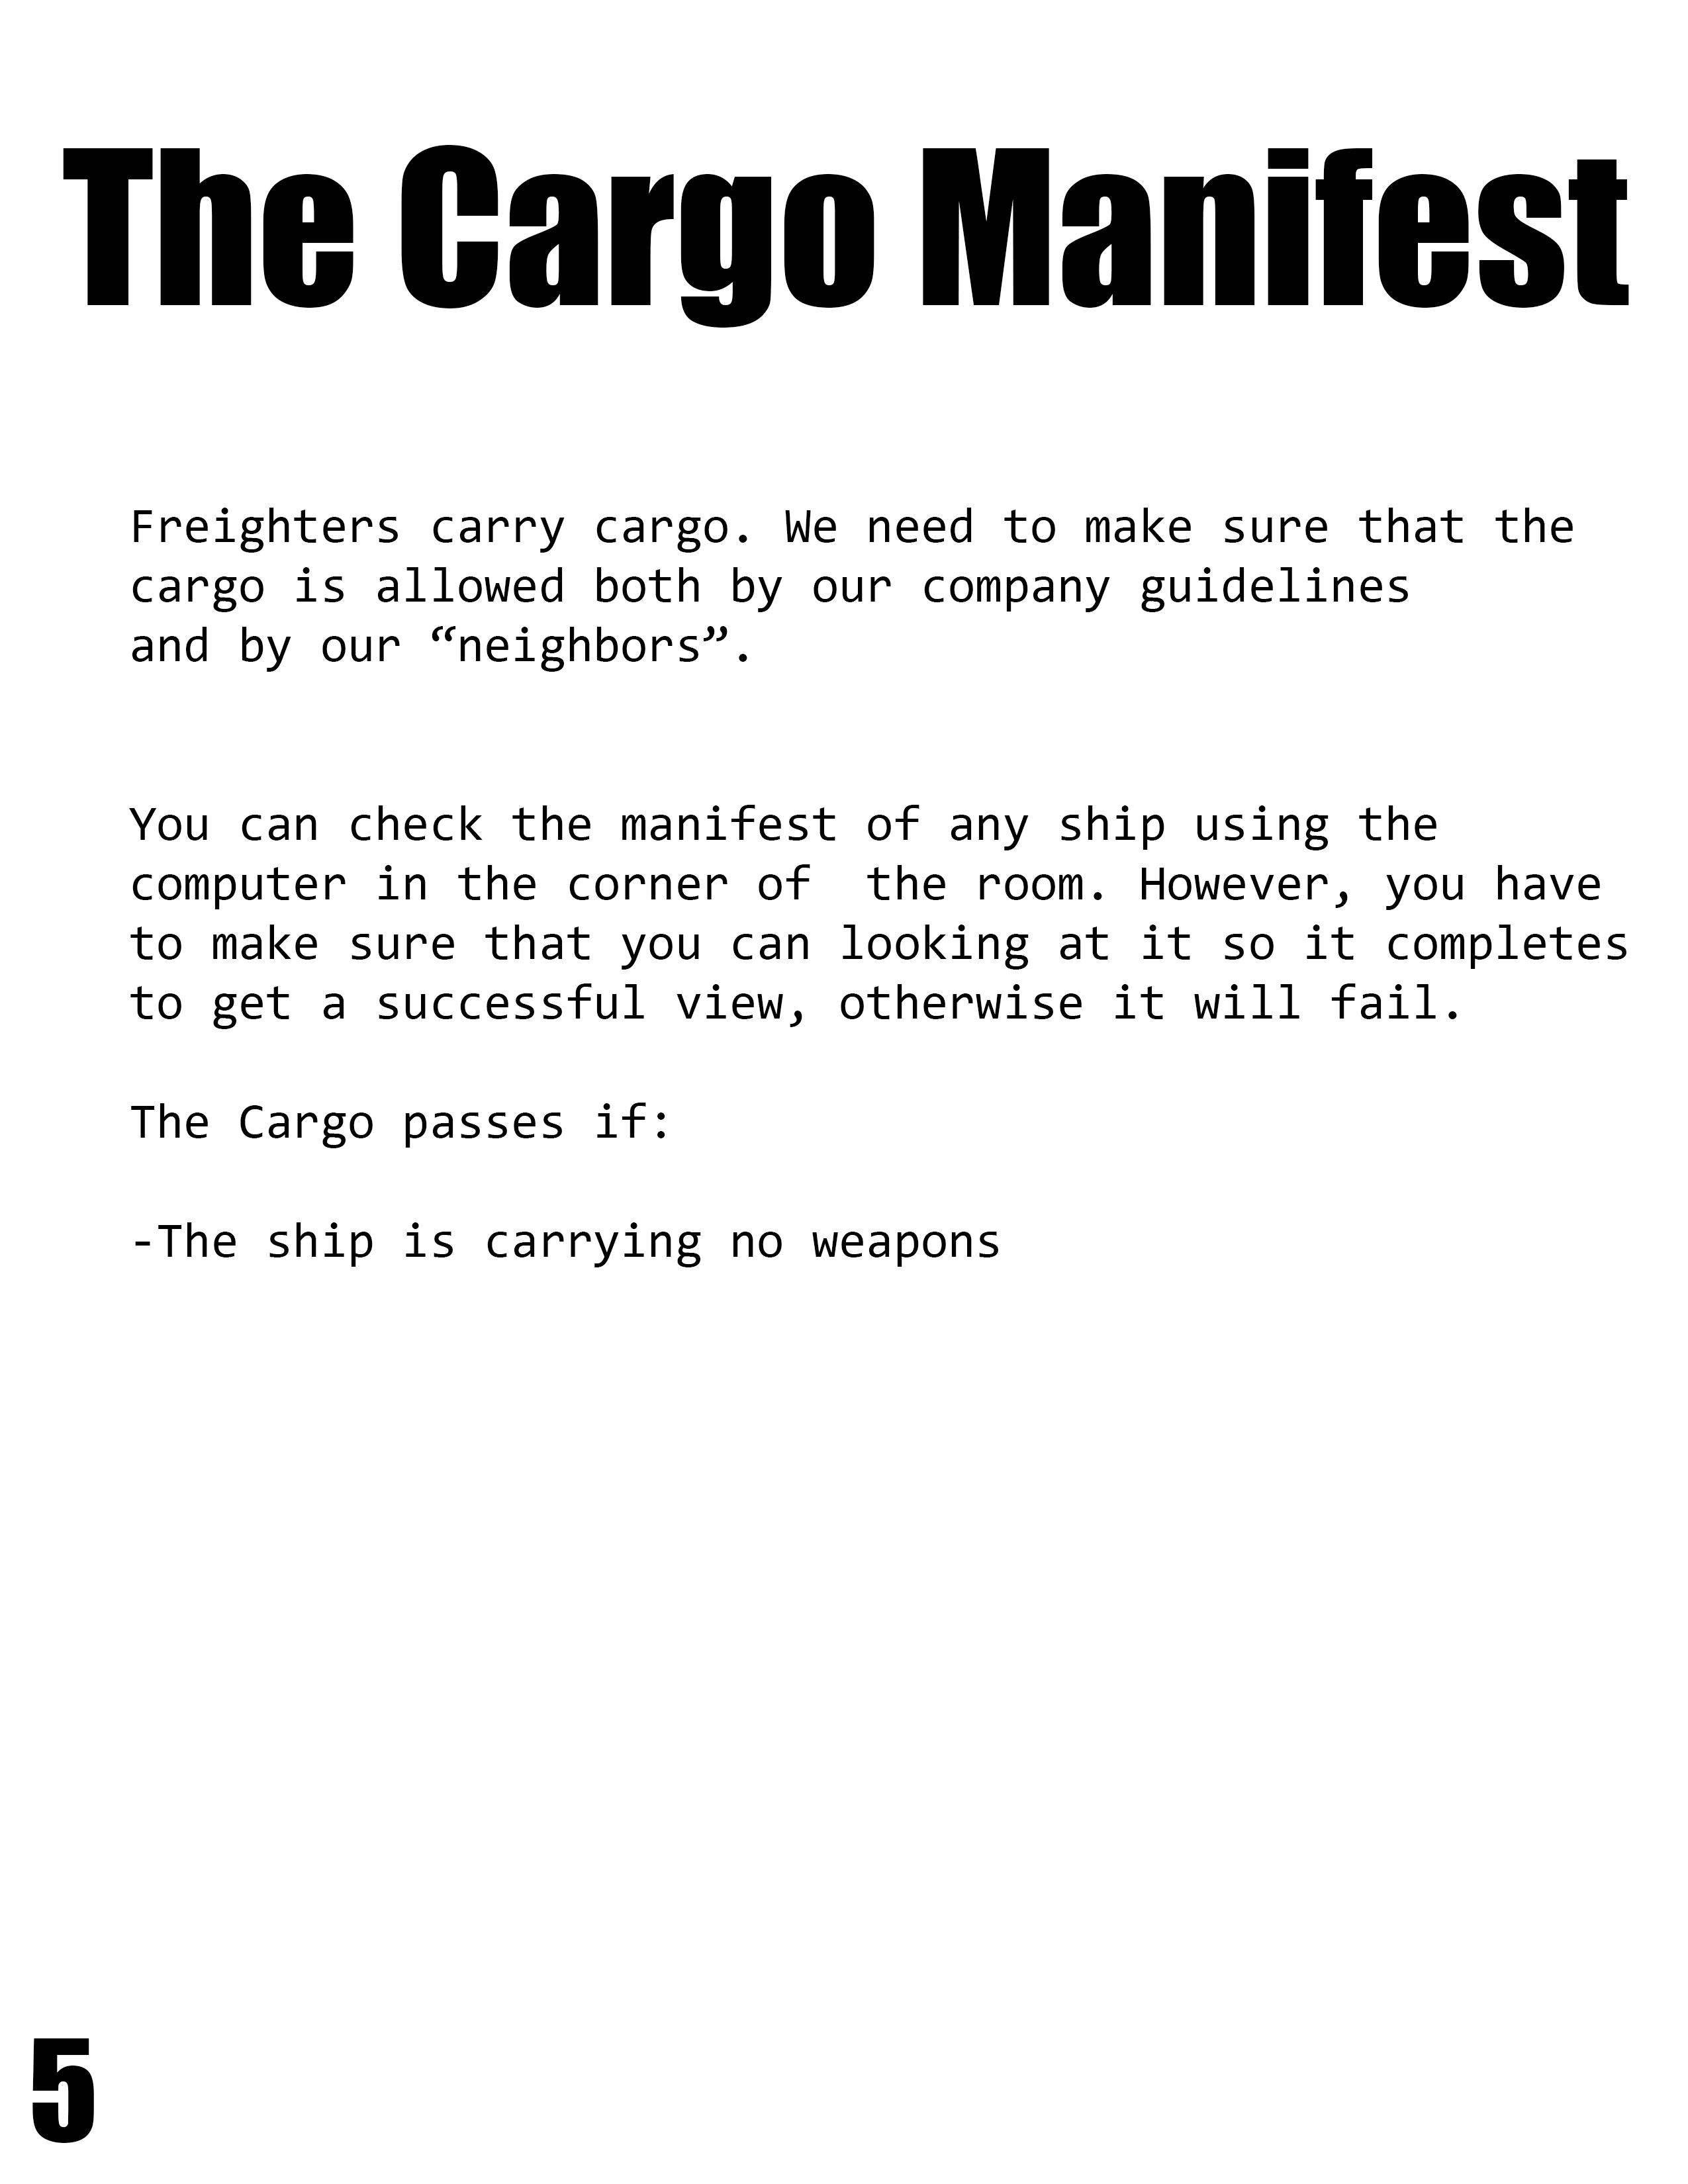 The Cargo Manifest
Freighters carry cargo. We need to make sure that the
cargo is allowed both by our company guidelines
and by our “neighbors”.
You can check the manifest of any ship using the
computer in the corner of  the room. However, you have
to make sure that you can looking at it so it completes
to get a successful view, otherwise it will fail.
The Cargo passes if:
-The ship is carrying no weapons
5